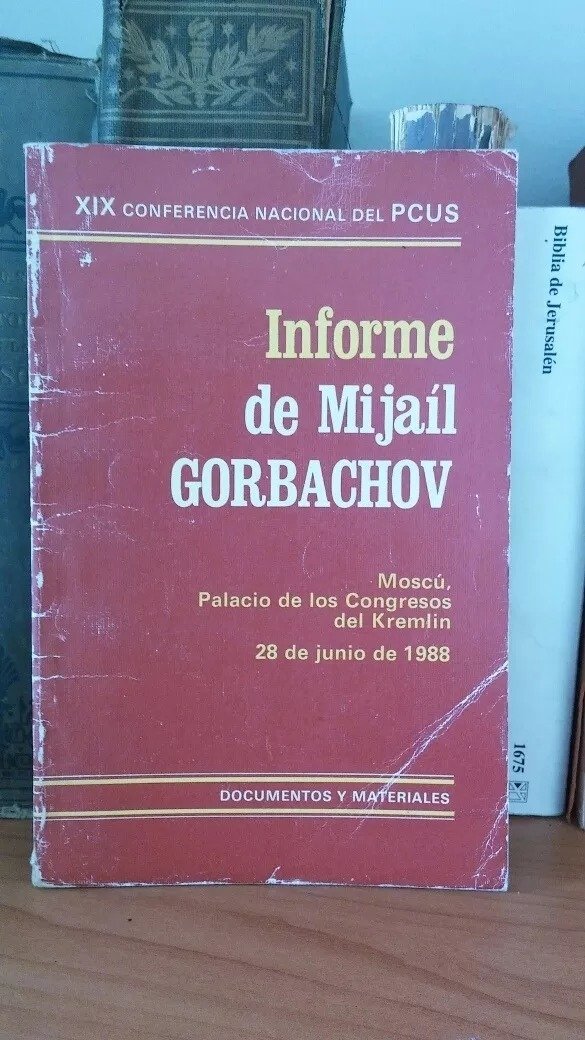 XIX CONFERENCIA NACIONAL DEL PCUS
Informe
de Mijaíl
GORBACHOV
Moscú,
Palacio de los Congresos
del Kremlin
28 de junio de 1988
DOCUMENTOS Y MATERIALES
Biblia de Jerusalén
1675